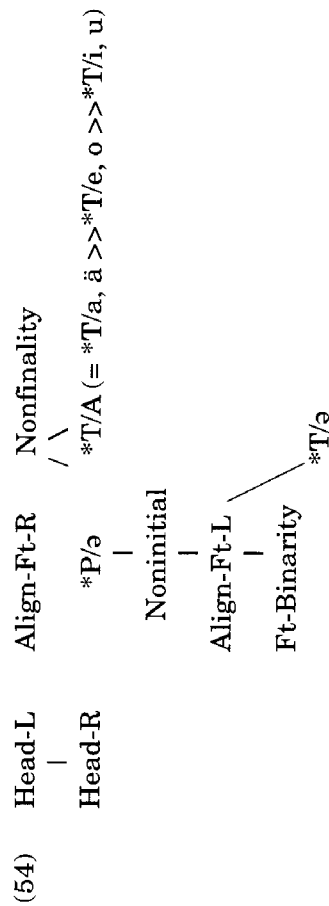 (54) Head-L Align-Ft-R Nonfinality
Head-R *P/ə *T/A (= *T/a, ä >>*T/e, o >>*T/i, u)
Noninitial
Align-Ft-L
Ft-Binarity *T/ə